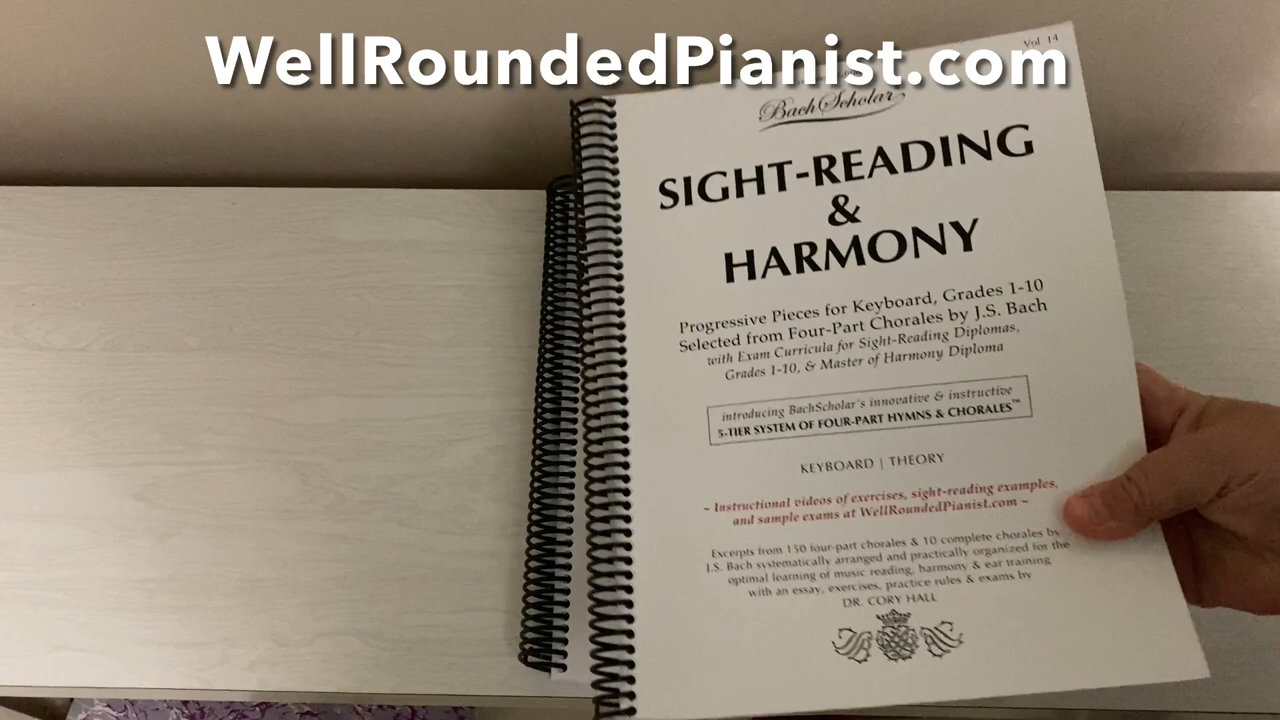 WellRoundedPianist.com
Vol 14
BachScholar
SIGHT-READING
&
HARMONY
Progressive Pieces for Keyboard, Grades 1-10
Selected from Four-Part Chorales by J.S. Bach
with Exam Curricula for Sight-Reading Diplomas,
Grades 1-10, & Master of Harmony Diploma
introducing BachScholar's innovative & instructive
5-TIER SYSTEM OF FOUR-PART HYMNS & CHORALES™
KEYBOARD | THEORY
~ Instructional videos of exercises, sight-reading examples,
and sample exams at WellRoundedPianist.com ~
Excerpts from 150 four-part chorales & 10 complete chorales by
J.S. Bach systematically arranged and practically organized for the
optimal learning of music reading, harmony & ear training
with an essay, exercises, practice rules & exams by
DR. CORY HALL